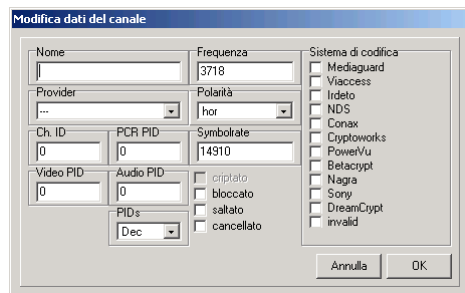 Modifica dati del canale
Nome
Frequenza
3718
Provider
---
Polarità
hor
Ch. ID
0
PCR PID
0
Symbolrate
14910
Video PID
0
Audio PID
0
PIDs
Dec
criptato
bloccato
saltato
cancellato
Sistema di codifica
Mediaguard
Viaccess
Irdeto
NDS
Conax
Cryptoworks
PowerVu
Betacrypt
Nagra
Sony
DreamCrypt
invalid
Annulla
OK